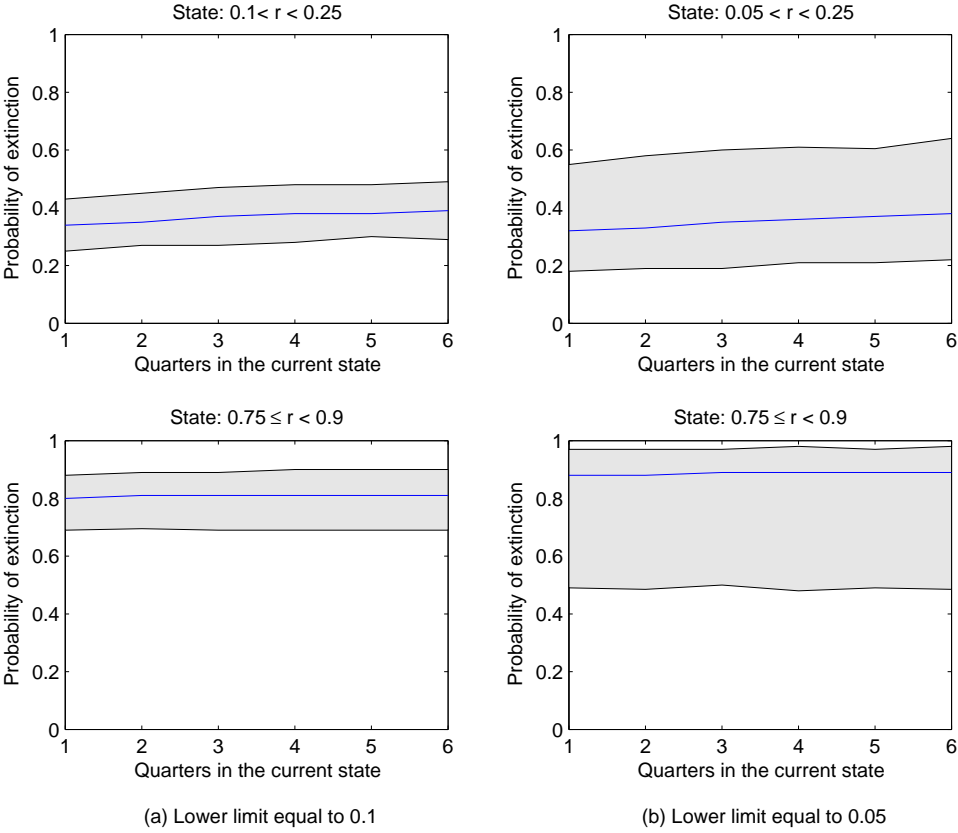 State: 0.1< r < 0.25
Probability of extinction
1
0.8
0.6
0.4
0.2
0
1 2 3 4 5 6
Quarters in the current state
State: 0.05 < r < 0.25
Probability of extinction
1
0.8
0.6
0.4
0.2
0
1 2 3 4 5 6
Quarters in the current state
State: 0.75 ≤ r < 0.9
Probability of extinction
1
0.8
0.6
0.4
0.2
0
1 2 3 4 5 6
Quarters in the current state
State: 0.75 ≤ r < 0.9
Probability of extinction
1
0.8
0.6
0.4
0.2
0
1 2 3 4 5 6
Quarters in the current state
(a) Lower limit equal to 0.1
(b) Lower limit equal to 0.05